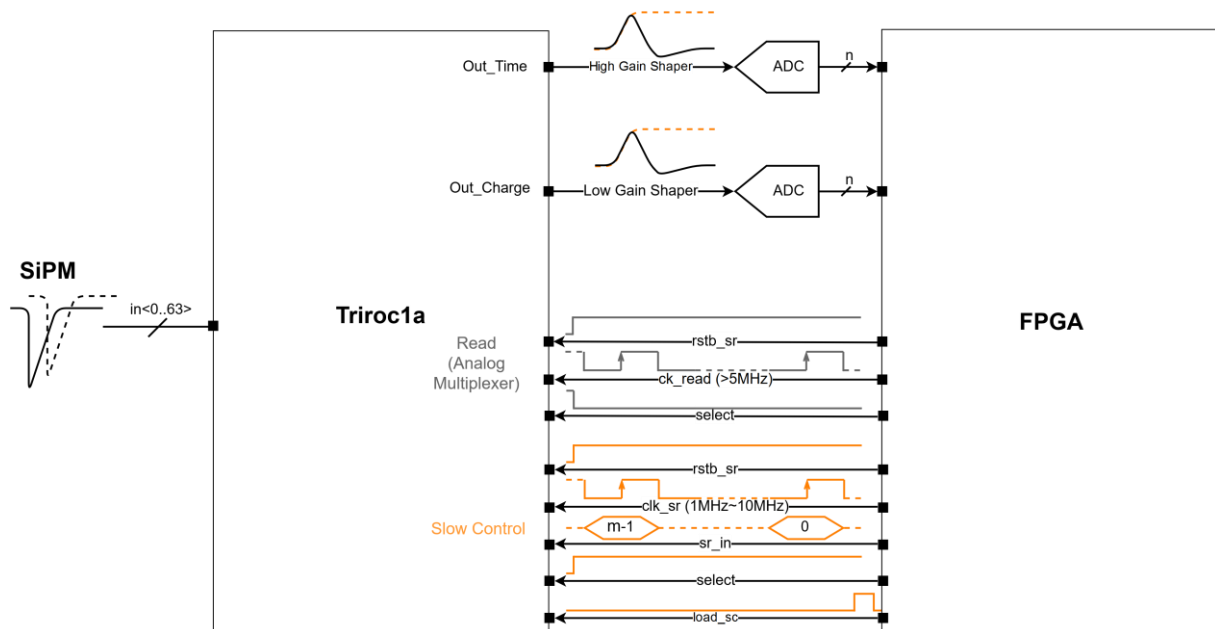 Out_Time
High Gain Shaper
ADC
n
Out_Charge
Low Gain Shaper
ADC
n
SiPM
in<0..63>
Triroc1a
FPGA
Read
(Analog
Multiplexer)
rstb_sr
ck_read (>5MHz)
select
rstb_sr
clk_sr (1MHz~10MHz)
Slow Control
m-1
0
sr_in
select
load_sc